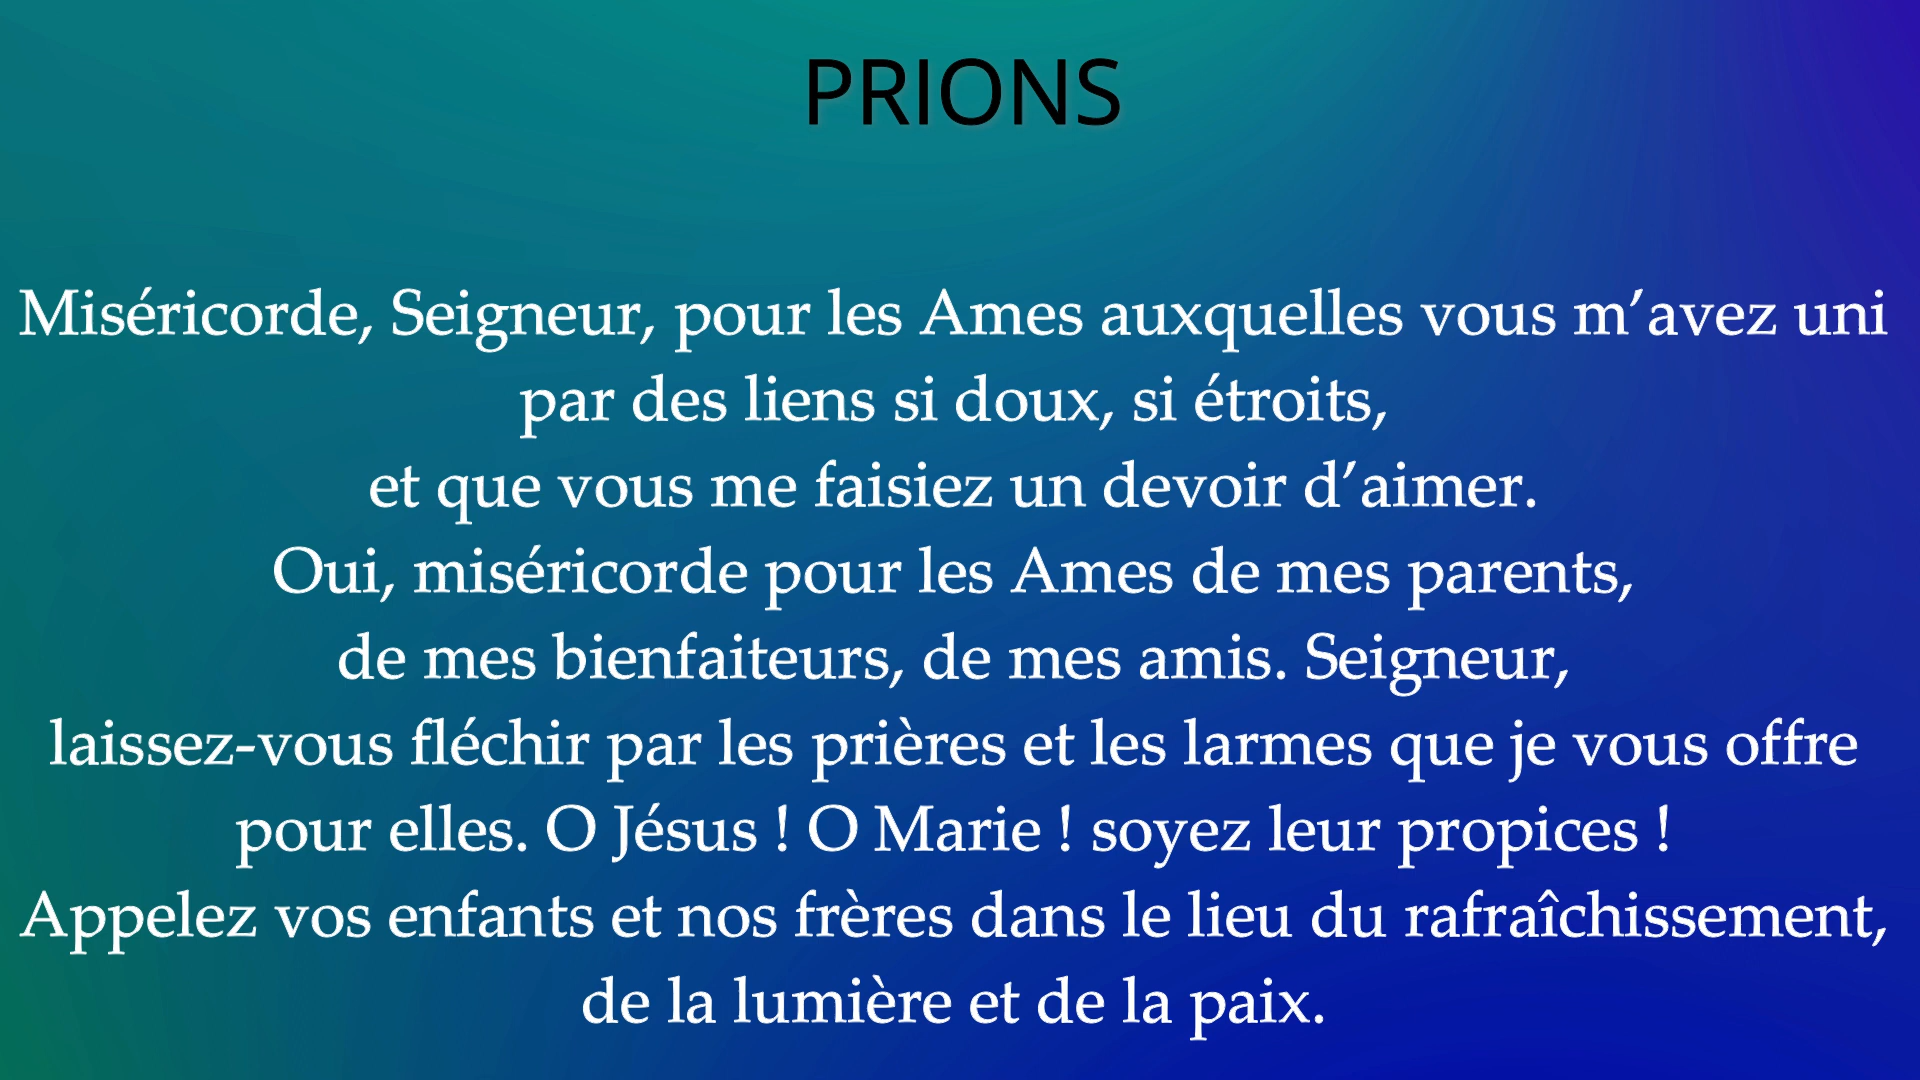 PRIONS
Miséricorde, Seigneur, pour les Ames auxquelles vous m’avez uni
par des liens si doux, si étroits,
et que vous me faisiez un devoir d’aimer.
Oui, miséricorde pour les Ames de mes parents,
de mes bienfaiteurs, de mes amis. Seigneur,
laissez-vous fléchir par les prières et les larmes que je vous offre
pour elles. O Jésus ! O Marie ! soyez leur propices !
Appelez vos enfants et nos frères dans le lieu du rafraîchissement,
de la lumière et de la paix.